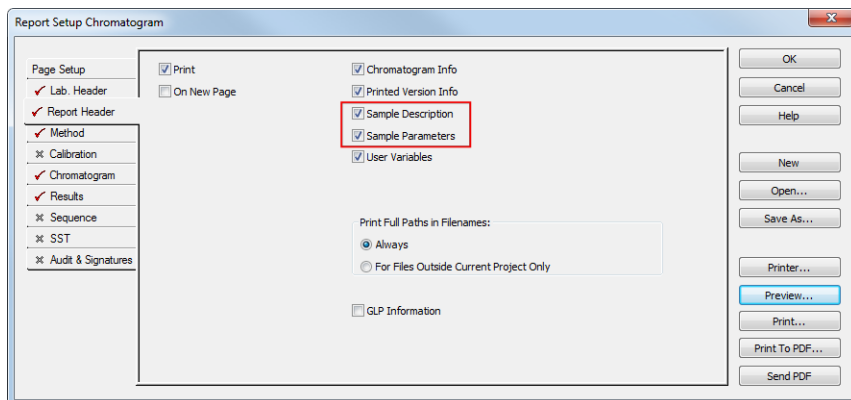 Report Setup Chromatogram
Page Setup
Lab. Header
Report Header
Method
Calibration
Chromatogram
Results
Sequence
SST
Audit & Signatures
Print
On New Page
Chromatogram Info
Printed Version Info
Sample Description
Sample Parameters
User Variables
Print Full Paths in Filenames:
Always
For Files Outside Current Project Only
GLP Information
OK
Cancel
Help
New
Open...
Save As...
Printer...
Preview...
Print...
Print To PDF...
Send PDF